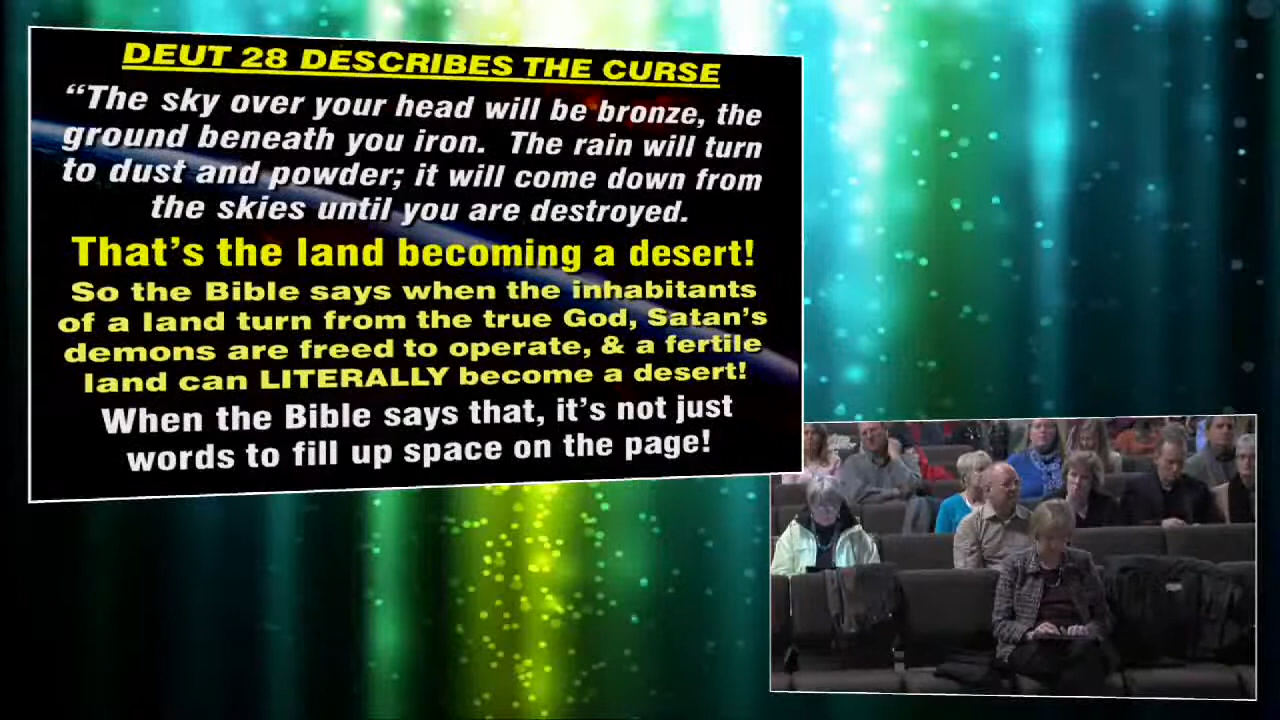 DEUT 28 DESCRIBES THE CURSE
“The sky over your head will be bronze, the
ground beneath you iron. The rain will turn
to dust and powder; it will come down from
the skies until you are destroyed.
That’s the land becoming a desert!
So the Bible says when the inhabitants
of a land turn from the true God, Satan’s
demons are freed to operate, & a fertile
land can LITERALLY become a desert!
When the Bible says that, it’s not just
words to fill up space on the page!